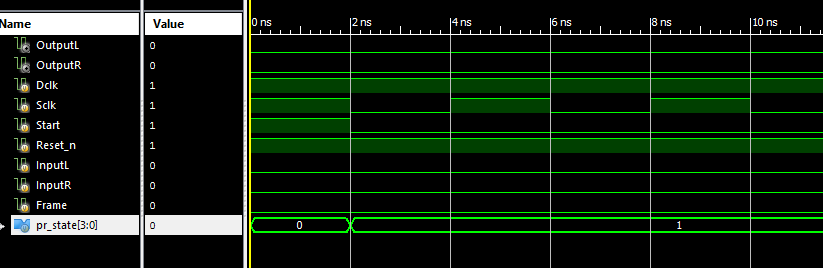 Name Value 0 ns 2 ns 4 ns 6 ns 8 ns 10 ns
OutputL 0
OutputR 0
Dclk 1
Sclk 1
Start 1
Reset_n 1
InputL 0
InputR 0
Frame 0
pr_state[3:0] 0 0 1